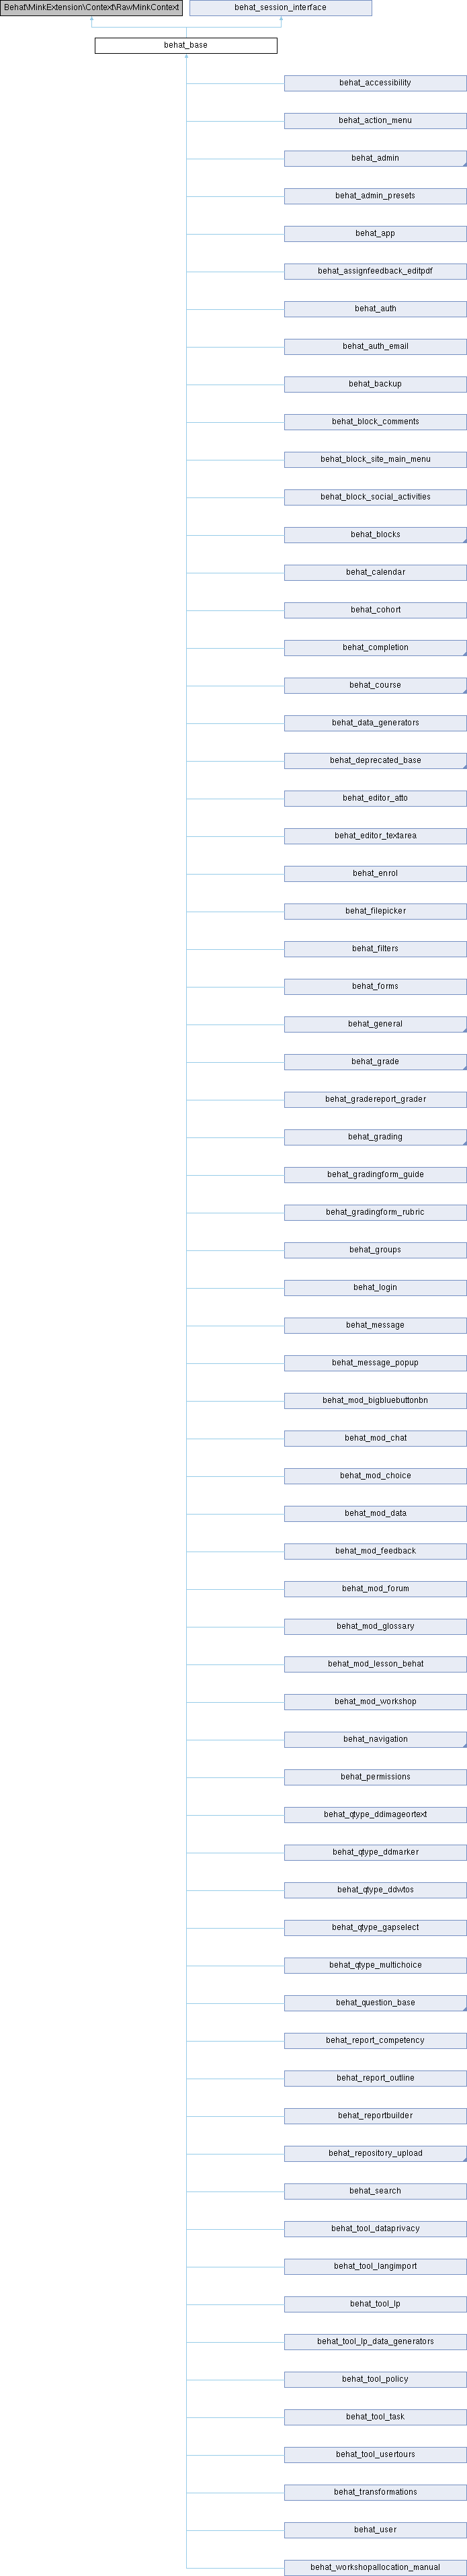 Behat\MinkExtension\Context\RawMinkContext
behat_session_interface
behat_base
behat_accessibility
behat_action_menu
behat_admin
behat_admin_presets
behat_app
behat_assignfeedback_editpdf
behat_auth
behat_auth_email
behat_backup
behat_block_comments
behat_block_site_main_menu
behat_block_social_activities
behat_blocks
behat_calendar
behat_cohort
behat_completion
behat_course
behat_data_generators
behat_deprecated_base
behat_editor_atto
behat_editor_textarea
behat_enrol
behat_filepicker
behat_filters
behat_forms
behat_general
behat_grade
behat_gradereport_grader
behat_grading
behat_gradingform_guide
behat_gradingform_rubric
behat_groups
behat_login
behat_message
behat_message_popup
behat_mod_bigbluebuttonbn
behat_mod_chat
behat_mod_choice
behat_mod_data
behat_mod_feedback
behat_mod_forum
behat_mod_glossary
behat_mod_lesson_behat
behat_mod_workshop
behat_navigation
behat_permissions
behat_qtype_ddimageortext
behat_qtype_ddmarker
behat_qtype_ddwtos
behat_qtype_gapselect
behat_qtype_multichoice
behat_question_base
behat_report_competency
behat_report_outline
behat_reportbuilder
behat_repository_upload
behat_search
behat_tool_dataprivacy
behat_tool_langimport
behat_tool_lp
behat_tool_lp_data_generators
behat_tool_policy
behat_tool_task
behat_tool_usertours
behat_transformations
behat_user
behat_workshopallocation_manual